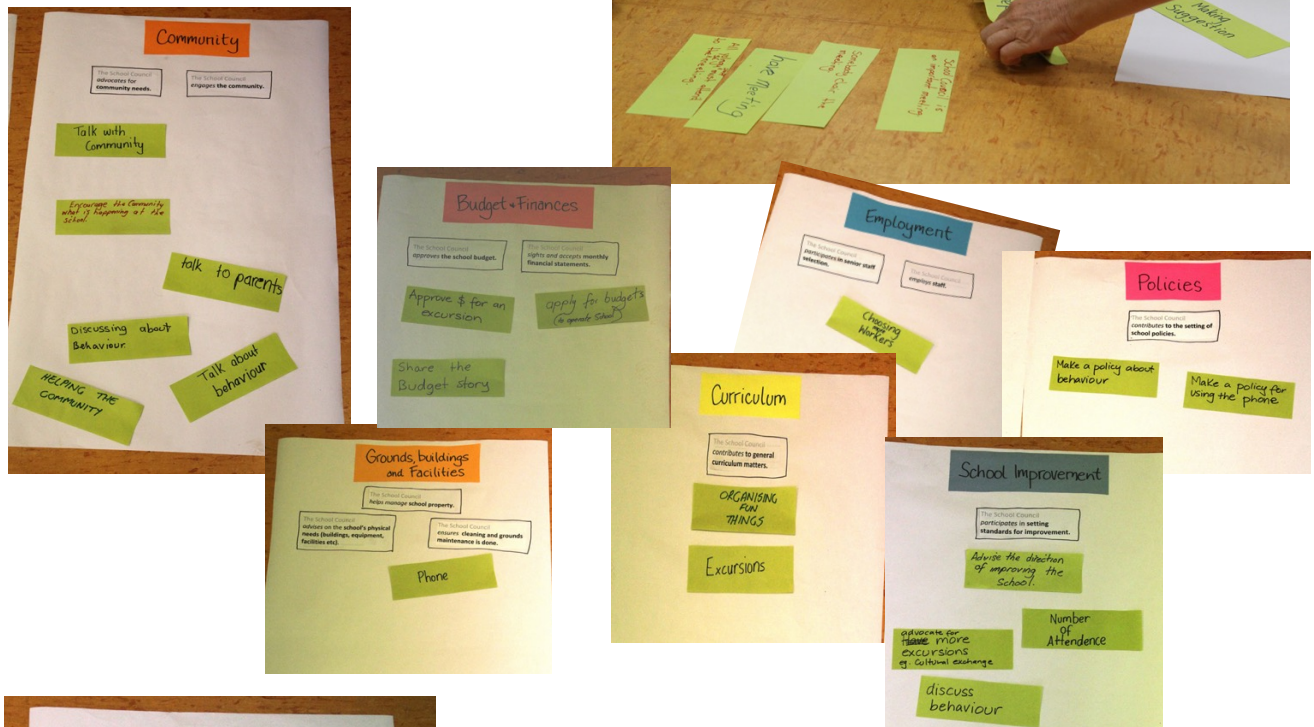 Community
The School Council
advocates for
community needs.
The School Council
engages the community.
Talk with
Community
Encourage the Community
what is happening at the
school.
talk to parents
Discussing about
Behaviour.
Talk about
behaviour
HELPING THE
COMMUNITY
Making
Suggestion
have Meeting
Somebody chair the
meeting
School Council is
an important meeting
Budget + Finances
The School Council
approves the school budget.
The School Council
sights and accepts monthly
financial statements.
Approve $ for an
excursion
apply for budgets
(to operate School)
Share the
Budget story
Employment
The School Council
participates in senior staff
selection.
The School Council
employs staff.
Choosing
Workers
Policies
The School Council
contributes to the setting of
school policies.
Make a policy about
behaviour
Make a policy for
using the phone
Grounds, buildings
and Facilities
The School Council
helps manage school property.
The School Council
advises on the school's physical
needs (buildings, equipment,
facilities etc).
The School Council
ensures cleaning and grounds
maintenance is done.
Phone
Curriculum
The School Council
contributes to general
curriculum matters.
ORGANISING
FUN
THINGS
Excursions
School Improvement
The School Council
participates in setting
standards for improvement.
Advise the direction
of improving the
School.
Number
of
Attendence
advocate for
more
excursions
eg. Cultural exchange
discuss
behaviour